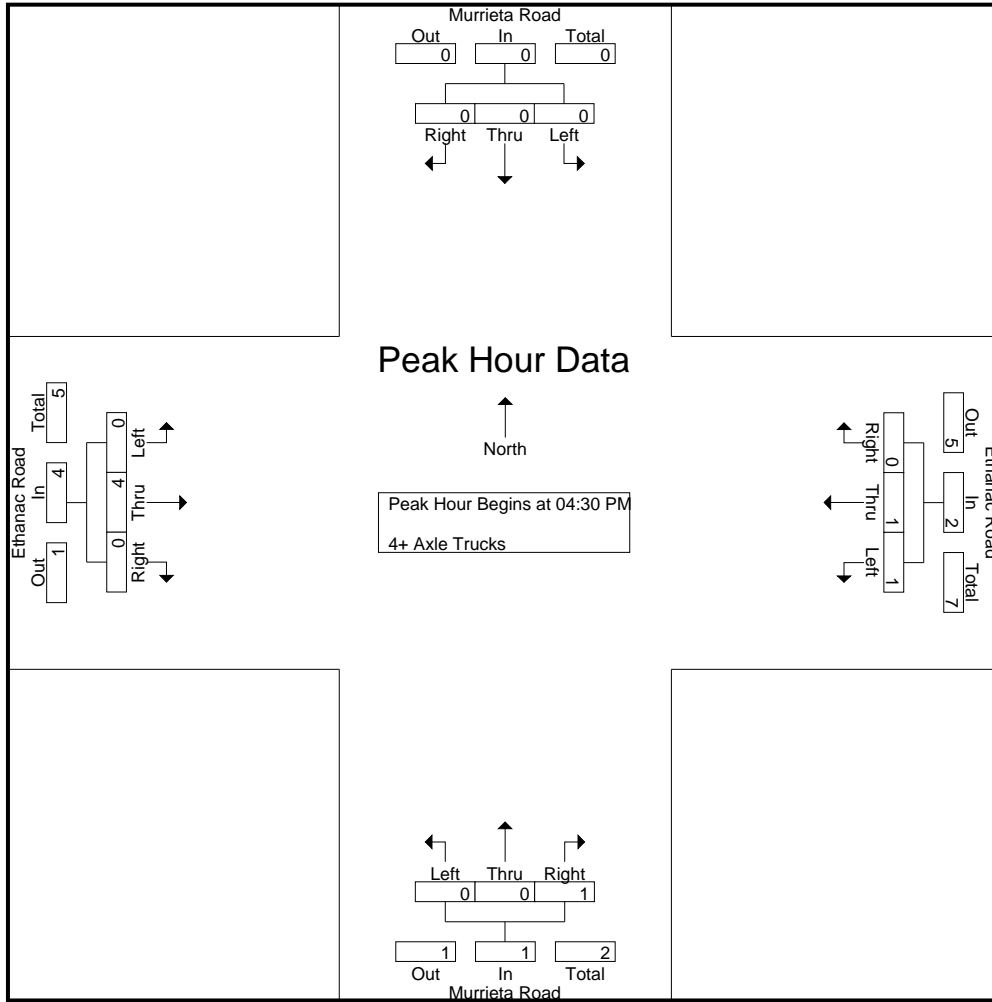 Murrieta Road
Out In Total
0 0 0
0 0 0
Right Thru Left
Peak Hour Data
North
Peak Hour Begins at 04:30 PM
4+ Axle Trucks
Ethanac Road
Out In Total
1 4 5
0 4 0
Right Thru Left
Ethanac Road
Out In Total
5 2 7
0 1 1
Right Thru Left
Left Thru Right
0 0 1
1 1 2
Out In Total
Murrieta Road